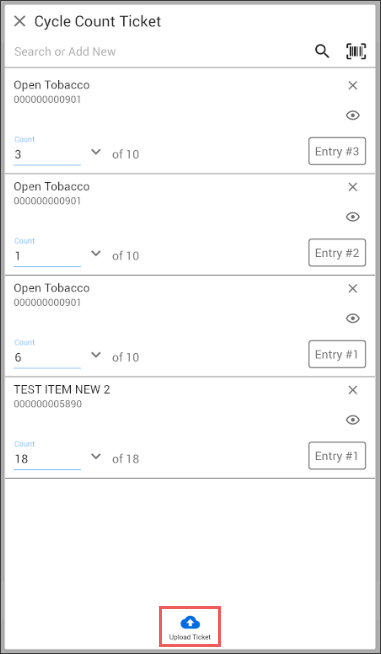 Cycle Count Ticket
Search or Add New
Open Tobacco
000000000901
Count
3 of 10 Entry #3
Open Tobacco
000000000901
Count
1 of 10 Entry #2
Open Tobacco
000000000901
Count
6 of 10 Entry #1
TEST ITEM NEW 2
000000005890
Count
18 of 18 Entry #1
Upload Ticket